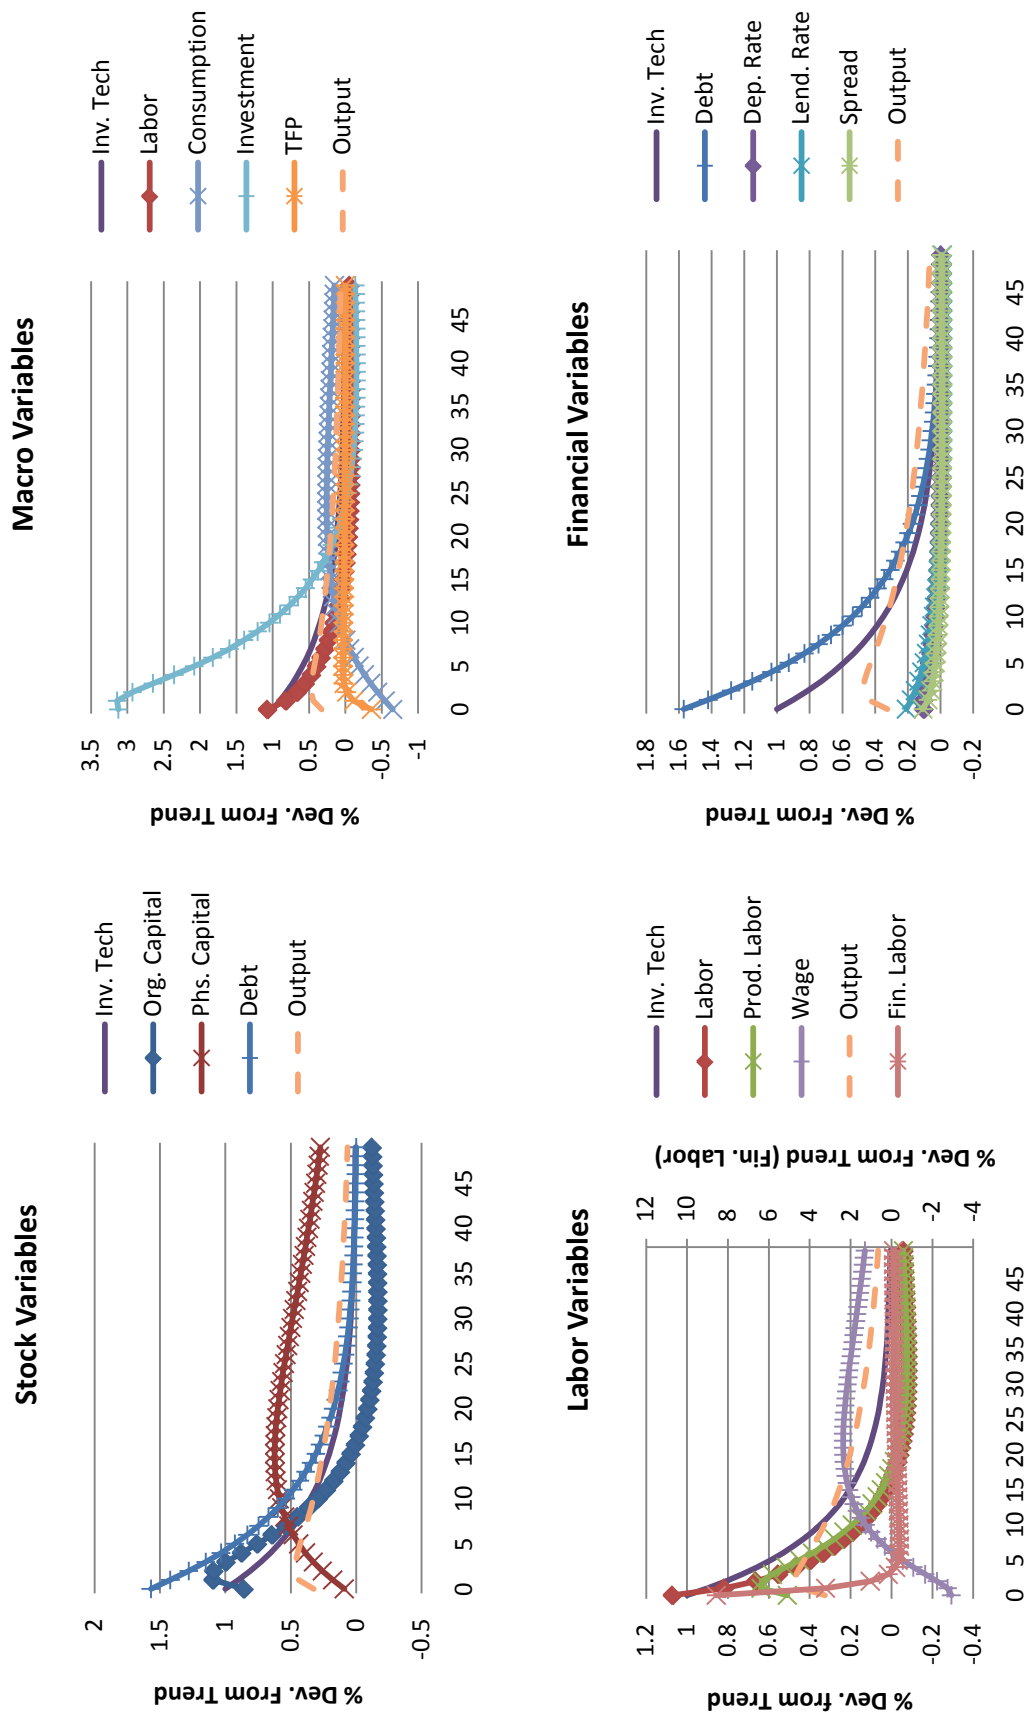 Stock Variables
% Dev. From Trend
2
1.5
1
0.5
0
-0.5
0
5
10
15
20
25
30
35
40
45
Inv. Tech
Org. Capital
Phs. Capital
Debt
Output
Macro Variables
% Dev. From Trend
3.5
3
2.5
2
1.5
1
0.5
0
-0.5
-1
0
5
10
15
20
25
30
35
40
45
Inv. Tech
Labor
Consumption
Investment
TFP
Output
Labor Variables
% Dev. from Trend
1.2
1
0.8
0.6
0.4
0.2
0
-0.2
-0.4
0
5
10
15
20
25
30
35
40
45
12
10
8
6
4
2
0
-2
-4
% Dev. From Trend (Fin. Labor)
Inv. Tech
Labor
Prod. Labor
Wage
Output
Fin. Labor
Financial Variables
% Dev. From Trend
1.8
1.6
1.4
1.2
1
0.8
0.6
0.4
0.2
0
-0.2
0
5
10
15
20
25
30
35
40
45
Inv. Tech
Debt
Dep. Rate
Lend. Rate
Spread
Output